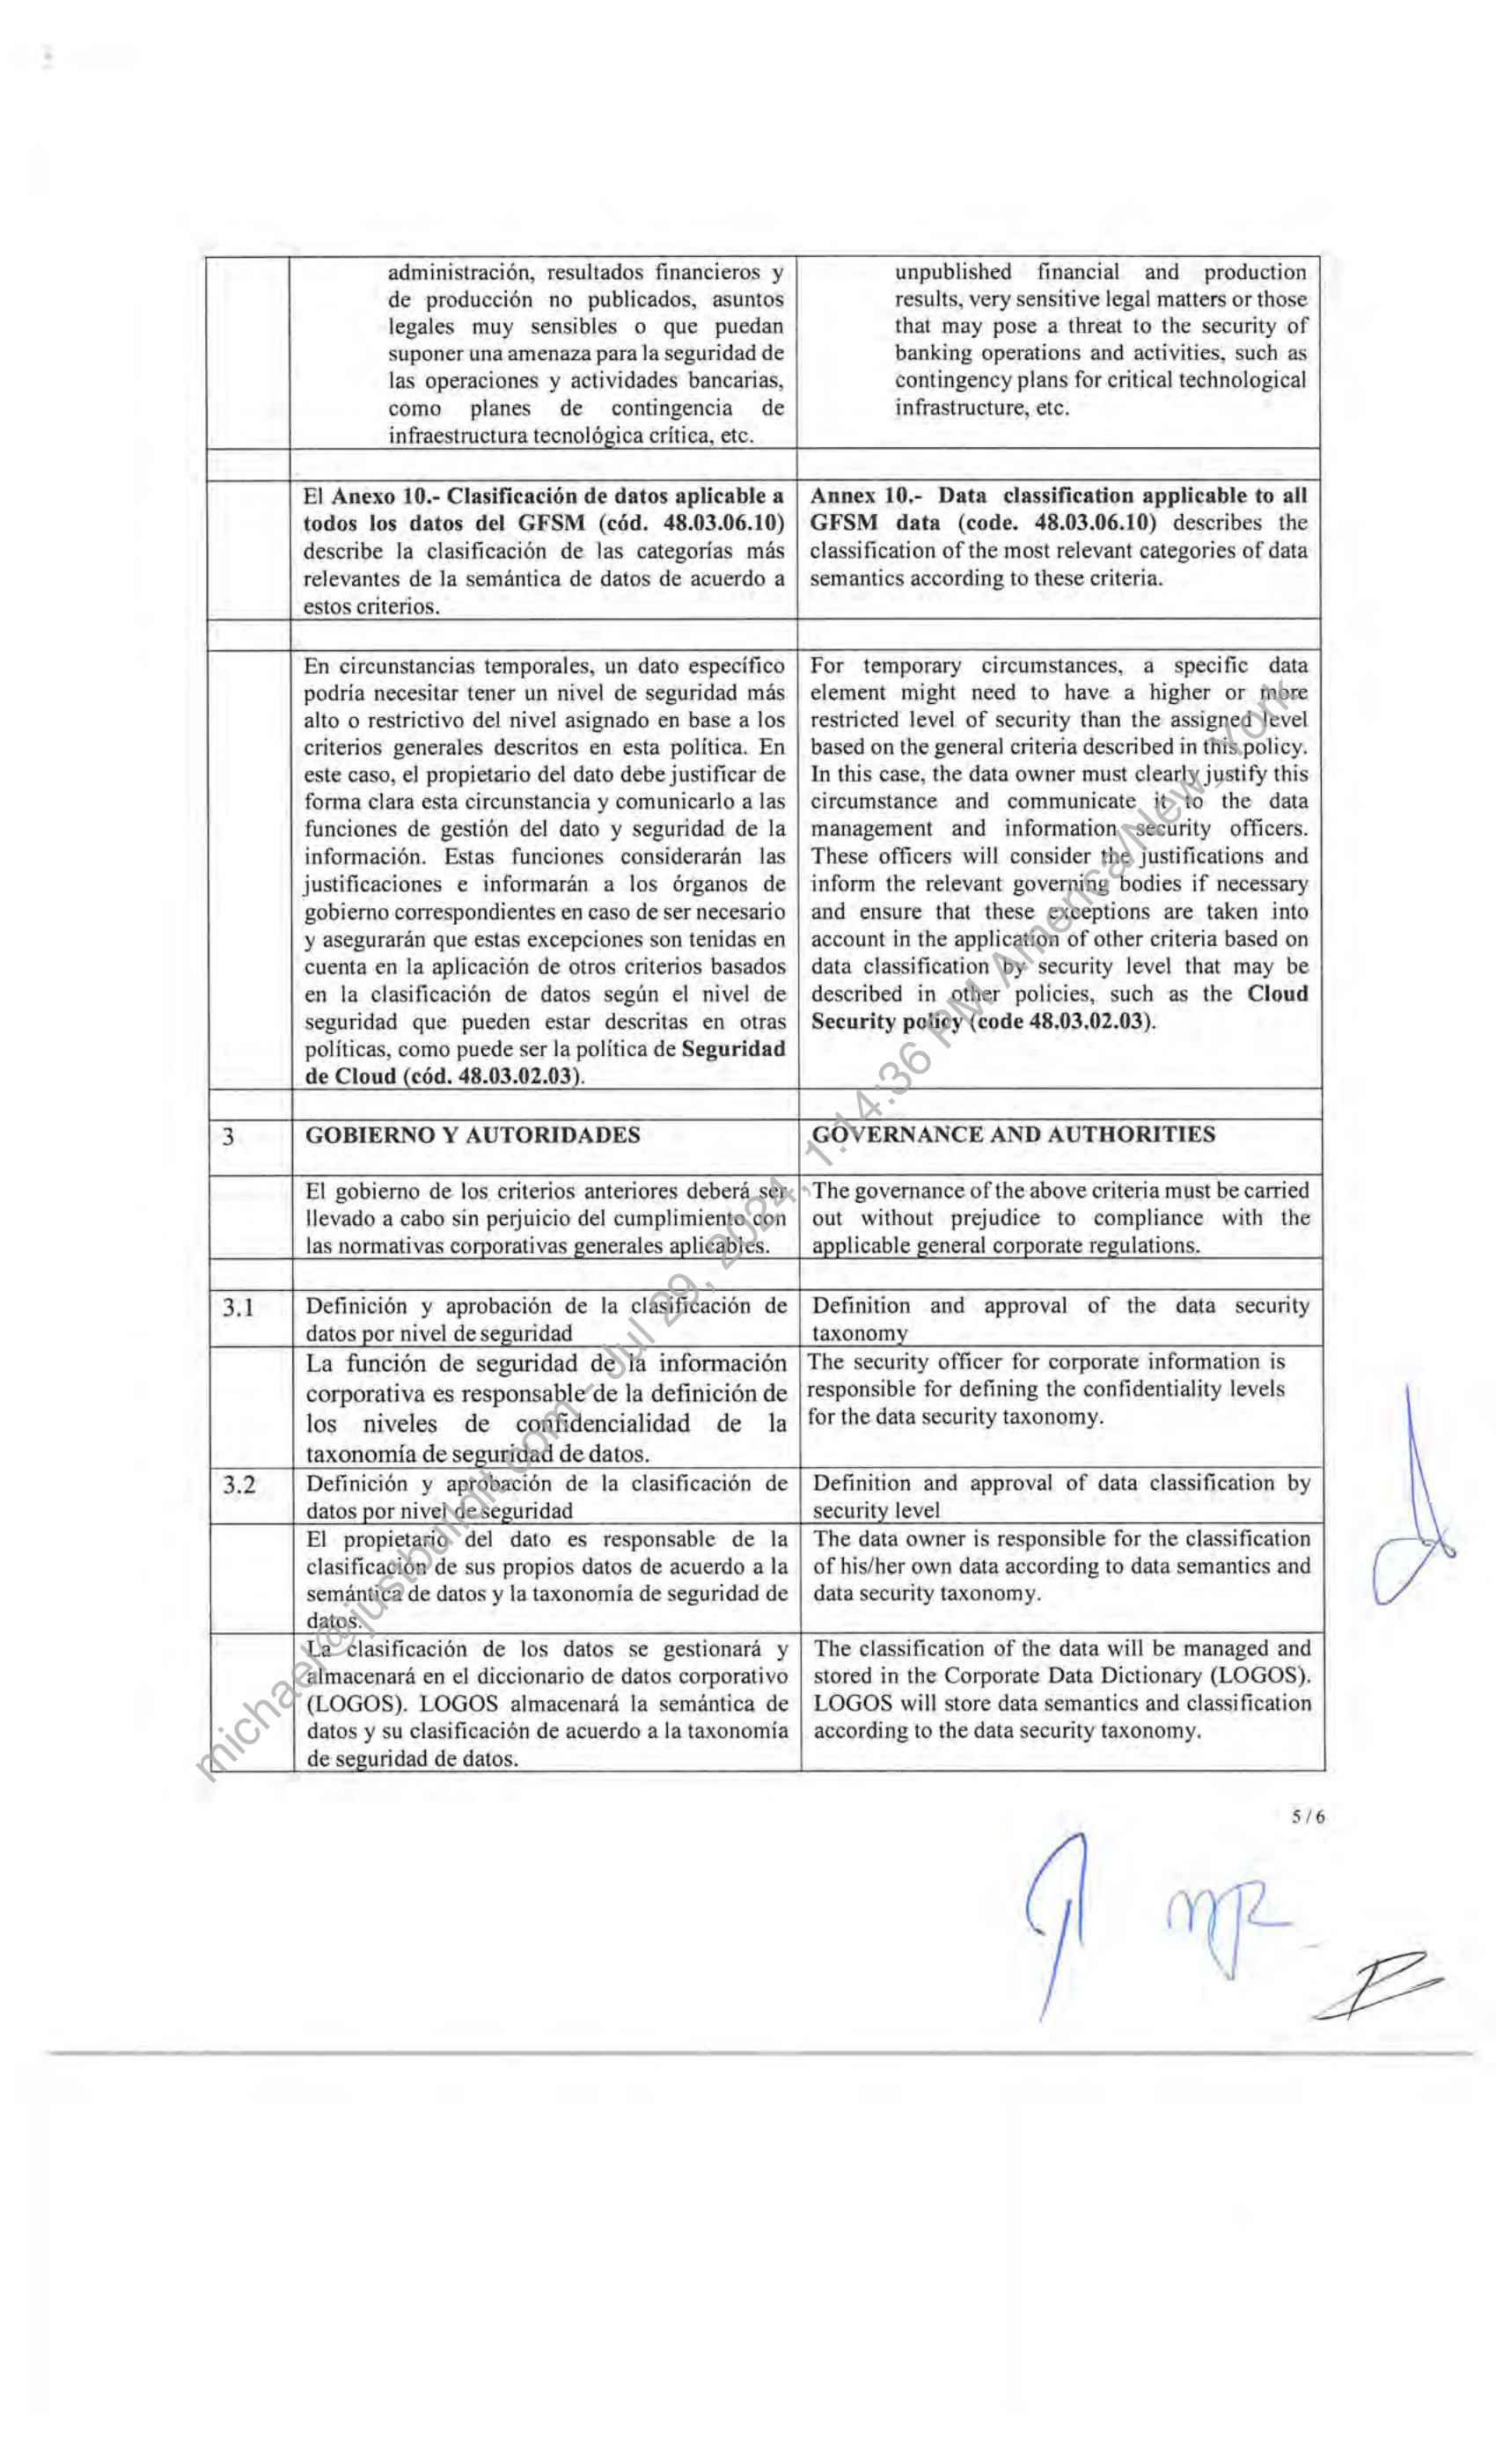 administración, resultados financieros y
de producción no publicados, asuntos
legales muy sensibles o que puedan
suponer una amenaza para la seguridad de
las operaciones y actividades bancarias,
como planes de contingencia de
infraestructura tecnológica crítica, etc.
unpublished financial and production
results, very sensitive legal matters or those
that may pose a threat to the security of
banking operations and activities, such as
contingency plans for critical technological
infrastructure, etc.
El Anexo 10.- Clasificación de datos aplicable a
todos los datos del GFSM (cód. 48.03.06.10)
describe la clasificación de las categorías más
relevantes de la semántica de datos de acuerdo a
estos criterios.
Annex 10.- Data classification applicable to all
GFSM data (code. 48.03.06.10) describes the
classification of the most relevant categories of data
semantics according to these criteria.
En circunstancias temporales, un dato específico
podría necesitar tener un nivel de seguridad más
alto o restrictivo del nivel asignado en base a los
criterios generales descritos en esta política. En
este caso, el propietario del dato debe justificar de
forma clara esta circunstancia y comunicarlo a las
funciones de gestión del dato y seguridad de la
información. Estas funciones considerarán las
justificaciones e informarán a los órganos de
gobierno correspondientes en caso de ser necesario
y asegurarán que estas excepciones son tenidas en
cuenta en la aplicación de otros criterios basados
en la clasificación de datos según el nivel de
seguridad que pueden estar descritas en otras
políticas, como puede ser la política de Seguridad
de Cloud (cód. 48.03.02.03).
For temporary circumstances, a specific data
element might need to have a higher or more
restricted level of security than the assigned level
based on the general criteria described in this policy.
In this case, the data owner must clearly justify this
circumstance and communicate it to the data
management and information security officers.
These officers will consider the justifications and
inform the relevant governing bodies if necessary
and ensure that these exceptions are taken into
account in the application of other criteria based on
data classification by security level that may be
described in other policies, such as the Cloud
Security policy (code 48.03.02.03).
3
GOBIERNO Y AUTORIDADES
GOVERNANCE AND AUTHORITIES
El gobierno de los criterios anteriores deberá ser
llevado a cabo sin perjuicio del cumplimiento con
las normativas corporativas generales aplicables.
The governance of the above criteria must be carried
out without prejudice to compliance with the
applicable general corporate regulations.
3.1
Definición y aprobación de la clasificación de
datos por nivel de seguridad
Definition and approval of the data security
taxonomy
La función de seguridad de la información
corporativa es responsable de la definición de
los niveles de confidencialidad de la
taxonomía de seguridad de datos.
The security officer for corporate information is
responsible for defining the confidentiality levels
for the data security taxonomy.
3.2
Definición y aprobación de la clasificación de
datos por nivel de seguridad
Definition and approval of data classification by
security level
El propietario del dato es responsable de la
clasificación de sus propios datos de acuerdo a la
semántica de datos y la taxonomía de seguridad de
datos.
The data owner is responsible for the classification
of his/her own data according to data semantics and
data security taxonomy.
La clasificación de los datos se gestionará y
almacenará en el diccionario de datos corporativo
(LOGOS). LOGOS almacenará la semántica de
datos y su clasificación de acuerdo a la taxonomía
de seguridad de datos.
The classification of the data will be managed and
stored in the Corporate Data Dictionary (LOGOS).
LOGOS will store data semantics and classification
according to the data security taxonomy.
5 / 6
michael@justbuildit.com - Jul 29, 2024, 1:14:36 PM America/New_York